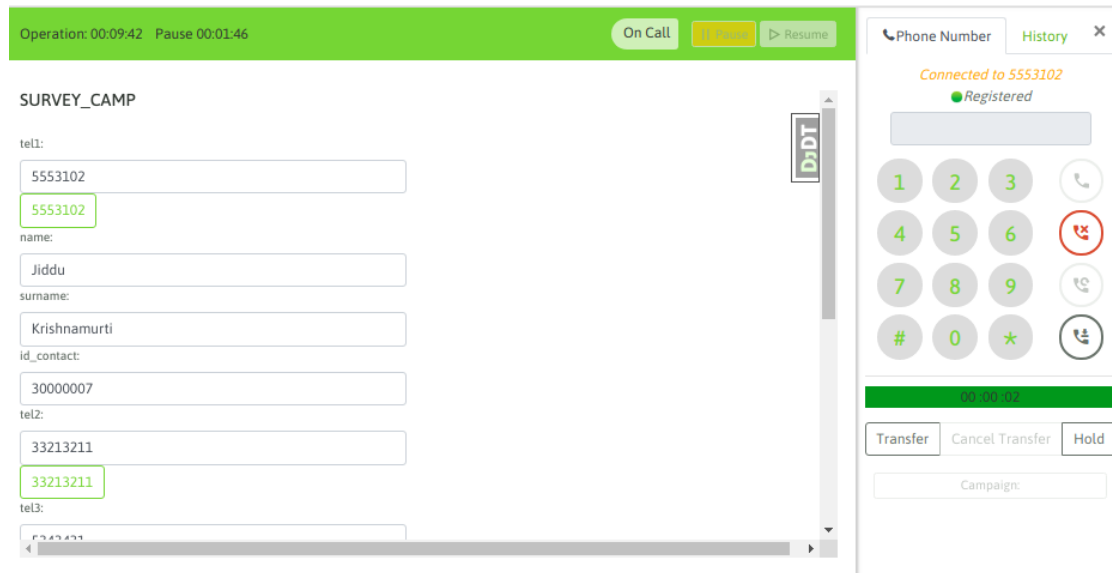 Operation: 00:09:42 Pause 00:01:46
On Call
Pause
Resume
SURVEY_CAMP
DJDT
tel1:
5553102
5553102
name:
Jiddu
surname:
Krishnamurti
id_contact:
30000007
tel2:
33213211
33213211
tel3:
Phone Number
History
×
Connected to 5553102
Registered
1 2 3
4 5 6
7 8 9
# 0 *
00 :00 :02
Transfer
Cancel Transfer
Hold
Campaign: